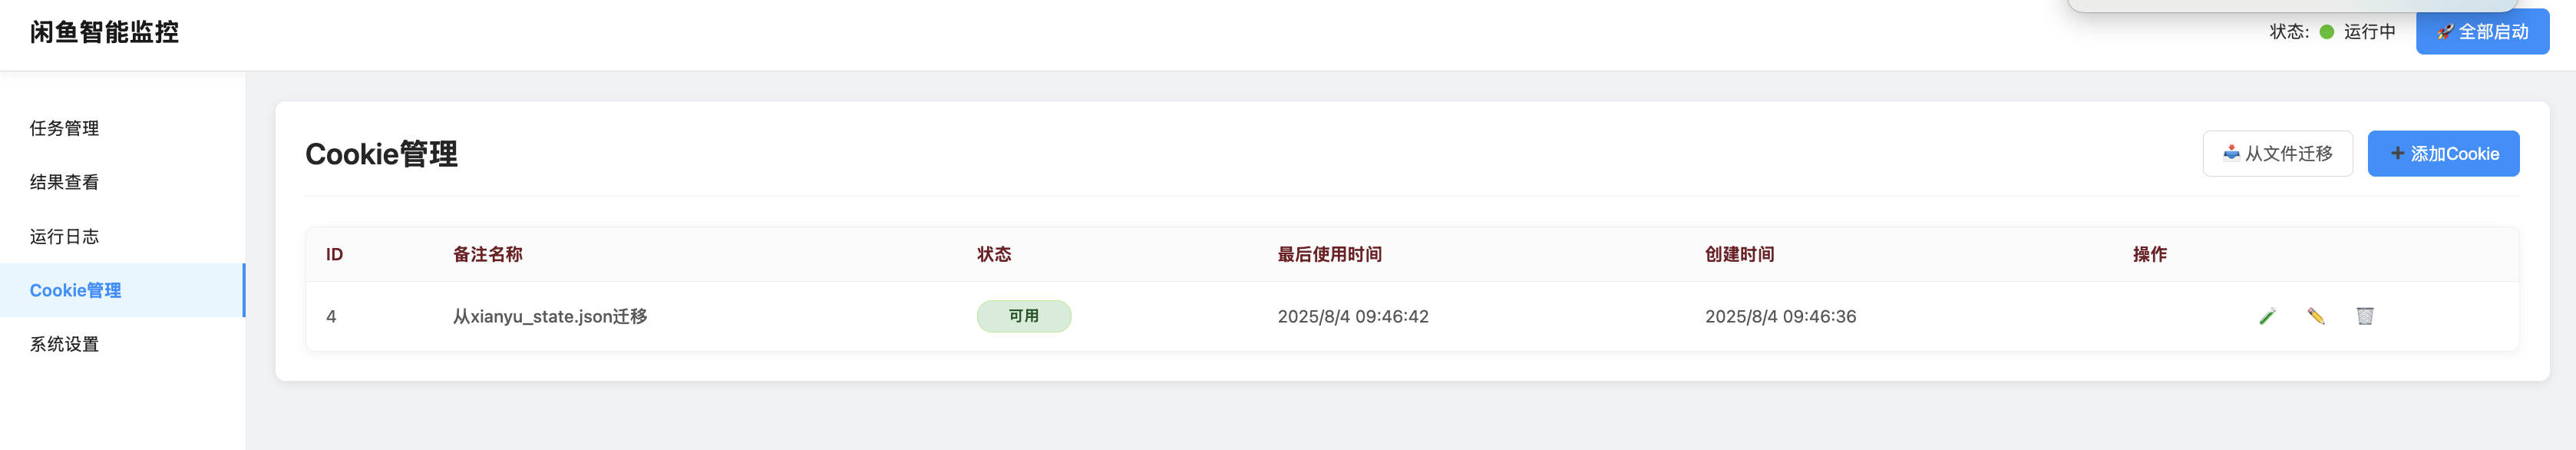 闲鱼智能监控
状态: 运行中
全部启动
任务管理
结果查看
运行日志
Cookie管理
系统设置
Cookie管理
从文件迁移
添加Cookie
ID 备注名称 状态 最后使用时间 创建时间 操作
4 从xianyu_state.json迁移 可用 2025/8/4 09:46:42 2025/8/4 09:46:36